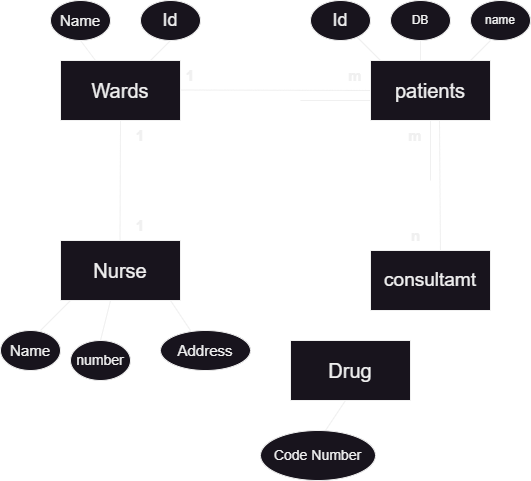 Name
Id
Id
DB
name
Wards
1
m
patients
1
m
1
n
Nurse
consultamt
Name
number
Address
Drug
Code Number